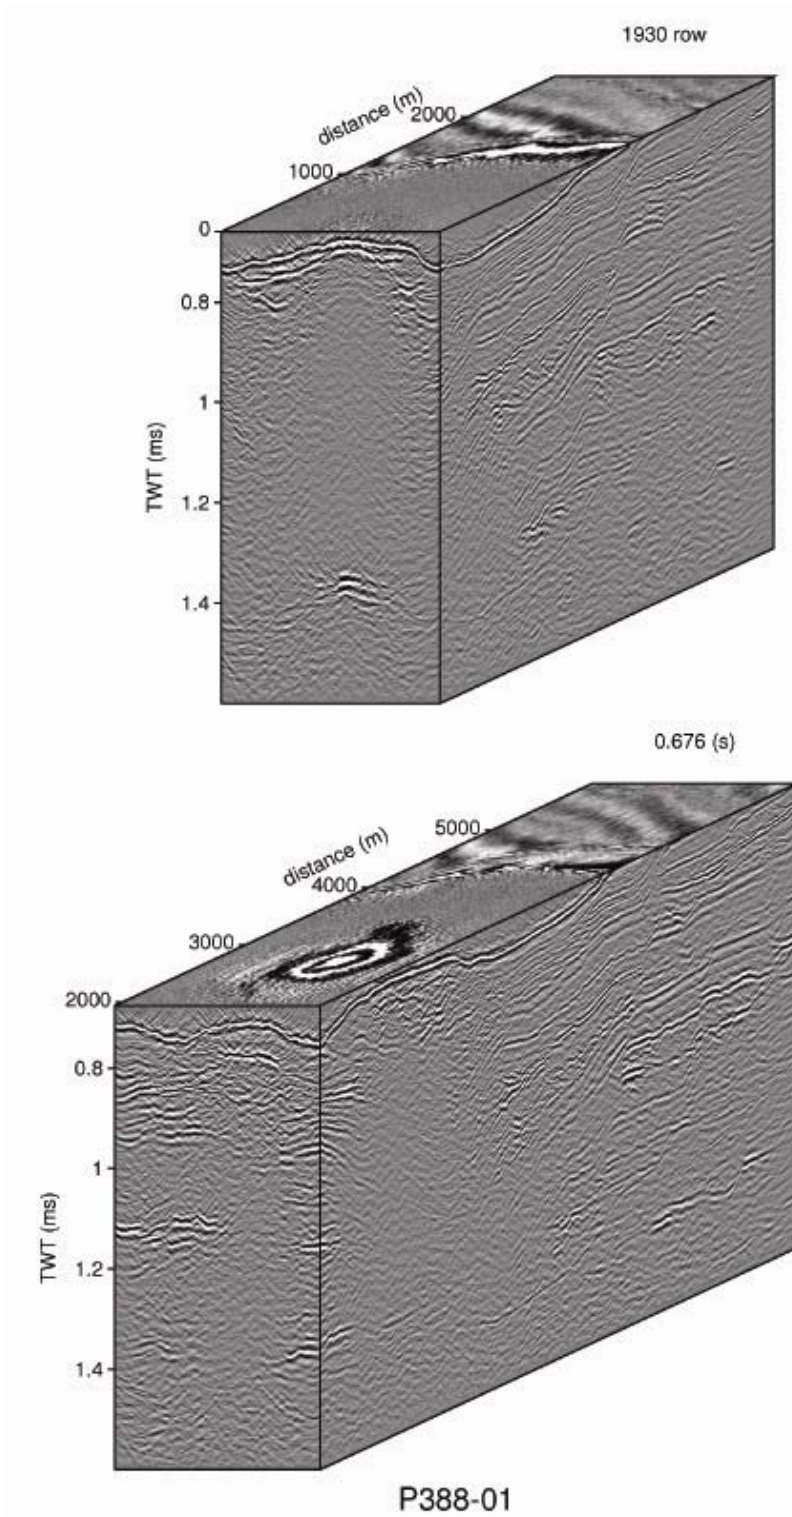 1930 row
distance (m)
2000
1000
0
0.8
1
1.2
1.4
TWT (ms)
0.676 (s)
distance (m)
5000
4000
3000
2000
0.8
1
1.2
1.4
TWT (ms)
P388-01